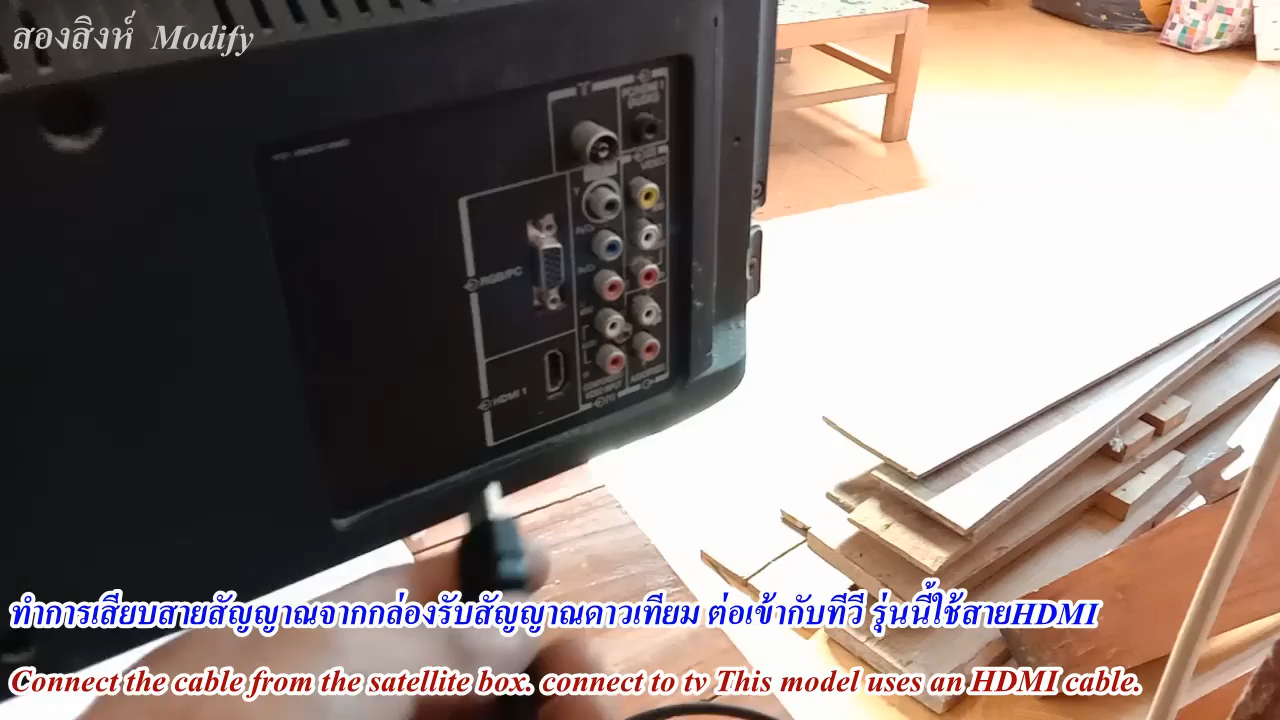 สองสิงห์ Modify
RGB/PC
HDMI 1
ทำการเสียบสายสัญญาณจากกล่องรับสัญญาณดาวเทียม ต่อเข้ากับทีวี รุ่นนี้ใช้สายHDMI
Connect the cable from the satellite box. connect to tv This model uses an HDMI cable.